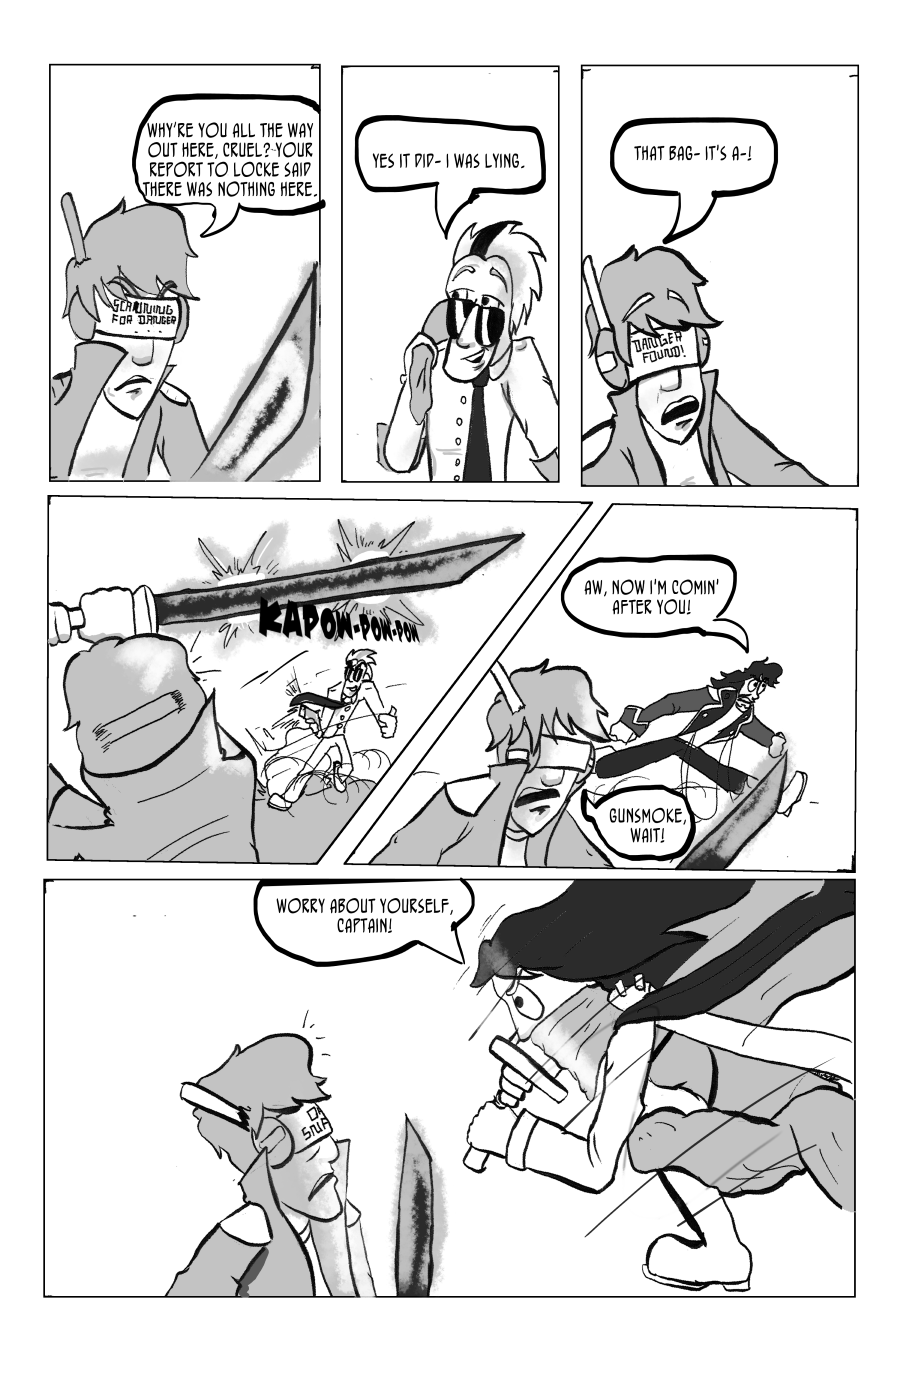 WHY'RE YOU ALL THE WAY
OUT HERE, CRUEL? YOUR
REPORT TO LOCKE SAID
THERE WAS NOTHING HERE.
SCANNING
FOR DANGER
...
YES IT DID- I WAS LYING.
THAT BAG- IT'S A-!
DANGER
FOUND!
KAPOW-POW-POW
AW, NOW I'M COMIN'
AFTER YOU!
GUNSMOKE,
WAIT!
WORRY ABOUT YOURSELF,
CAPTAIN!